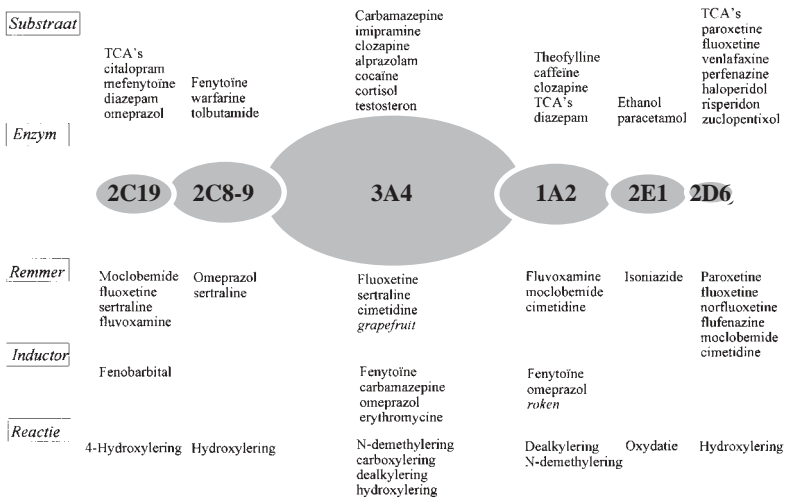 Substraat
TCA's
citalopram
mefenytoïne
diazepam
omeprazol
Fenytoïne
warfarine
tolbutamide
Carbamazepine
imipramine
clozapine
alprazolam
cocaïne
cortisol
testosteron
Theofylline
caffeïne
clozapine
TCA's
diazepam
Ethanol
paracetamol
TCA's
paroxetine
fluoxetine
venlafaxine
perfenazine
haloperidol
risperidon
zuclopentixol
Enzym
2C19
2C8-9
3A4
1A2
2E1
2D6
Remmer
Moclobemide
fluoxetine
sertraline
fluvoxamine
Omeprazol
sertraline
Fluoxetine
sertraline
cimetidine
grapefruit
Fluvoxamine
moclobemide
cimetidine
Isoniazide
Paroxetine
fluoxetine
norfluoxetine
flufenazine
moclobemide
cimetidine
Inductor
Fenobarbital
Fenytoïne
carbamazepine
omeprazol
erythromycine
Fenytoïne
omeprazol
roken
Reactie
4-Hydroxylering
Hydroxylering
N-demethylering
carboxylering
dealkylering
hydroxylering
Dealkylering
N-demethylering
Oxydatie
Hydroxylering